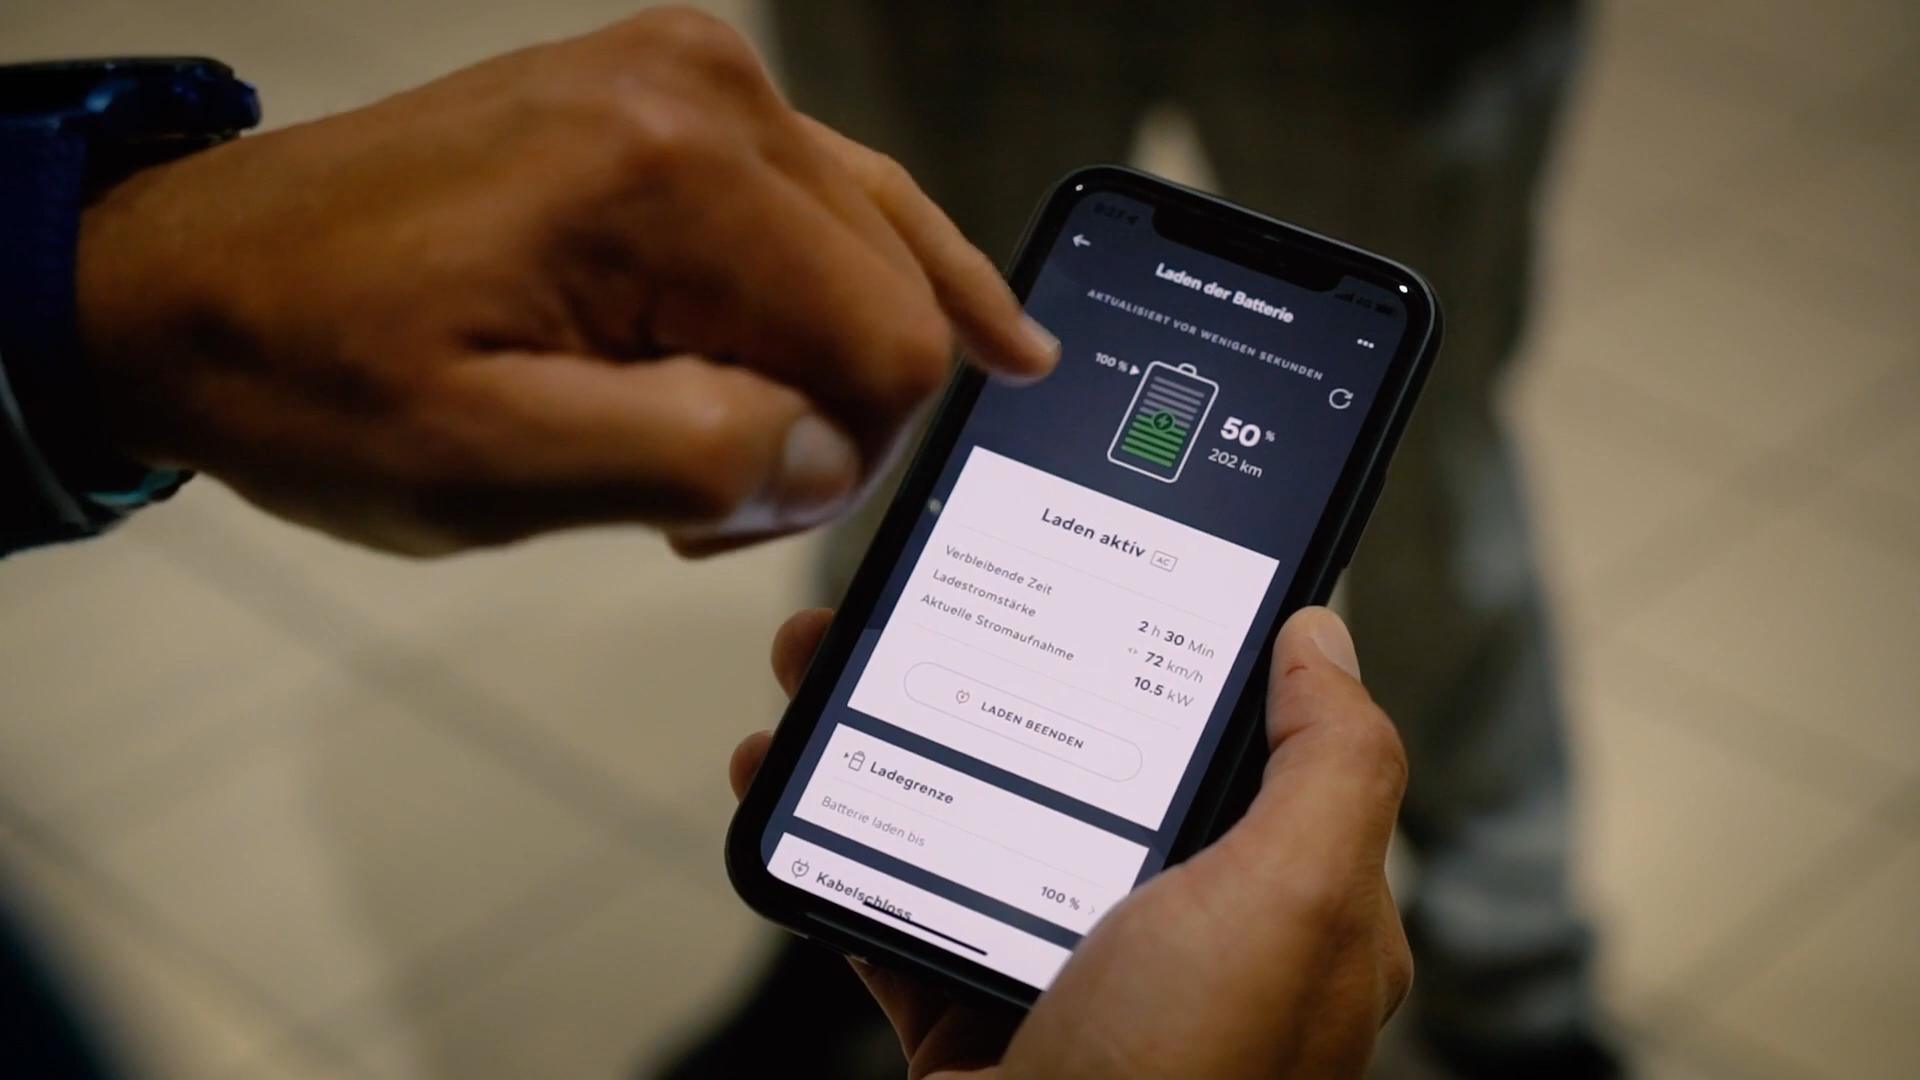 Laden der Batterie
AKTUALISIERT VOR WENIGEN SEKUNDEN
100 %
50 %
202 km
Laden aktiv AC
Verbleibende Zeit 2 h 30 Min
Ladestromstärke 72 km/h
Aktuelle Stromaufnahme 10.5 kW
LADEN BEENDEN
Ladegrenze
Batterie laden bis 100 %
Kabelschloss